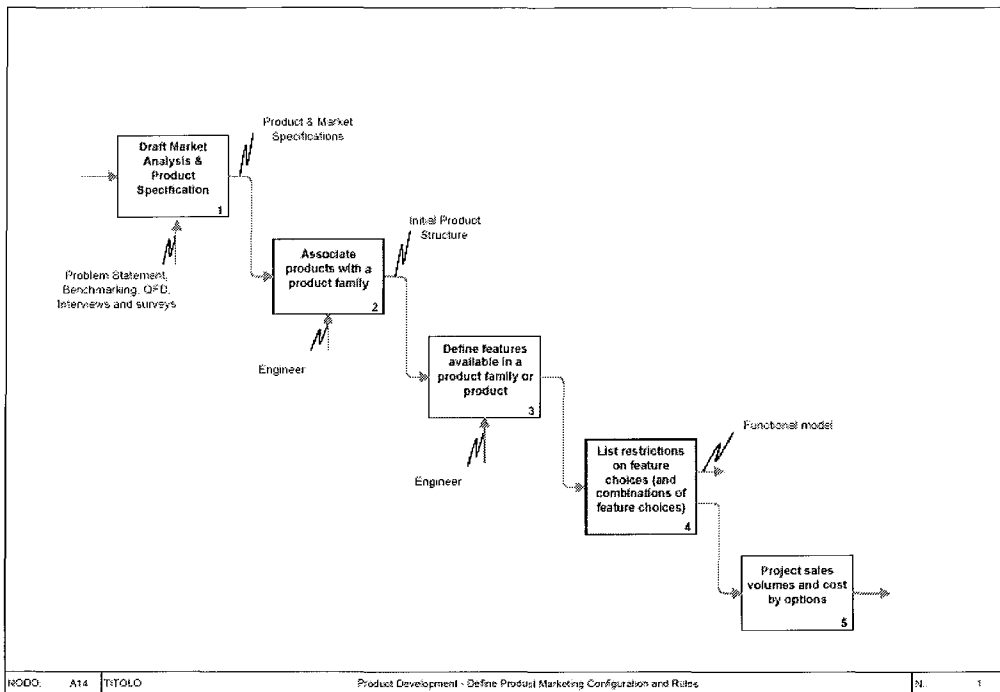 Product & Market
Specifications
Draft Market
Analysis &
Product
Specification
1
Problem Statement,
Benchmarking, QFD,
Interviews and surveys
Initial Product
Structure
Associate
products with a
product family
2
Engineer
Define features
available in a
product family or
product
3
Engineer
Functional model
List restrictions
on feature
choices (and
combinations of
feature choices)
4
Project sales
volumes and cost
by options
5
NODO: A14 TITOLO Product Development - Define Product Marketing Configuration and Rules N.: 1